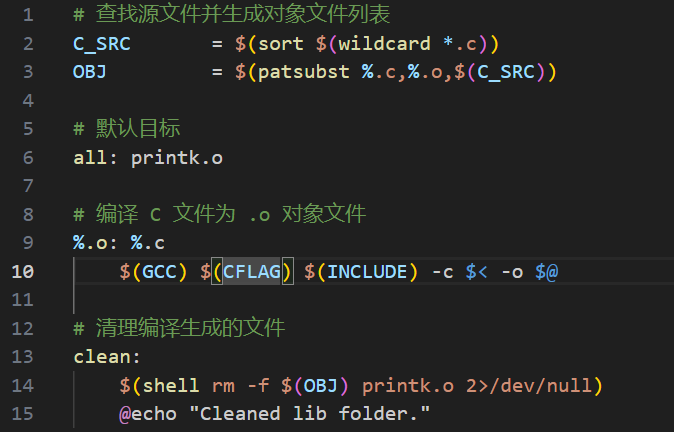 1 # 查找源文件并生成对象文件列表
2 C_SRC = $(sort $(wildcard *.c))
3 OBJ = $(patsubst %.c,%.o,$(C_SRC))
4
5 # 默认目标
6 all: printk.o
7
8 # 编译 C 文件为 .o 对象文件
9 %.o: %.c
10 $(GCC) $(CFLAG) $(INCLUDE) -c $< -o $@
11
12 # 清理编译生成的文件
13 clean:
14 $(shell rm -f $(OBJ) printk.o 2>/dev/null)
15 @echo "Cleaned lib folder."